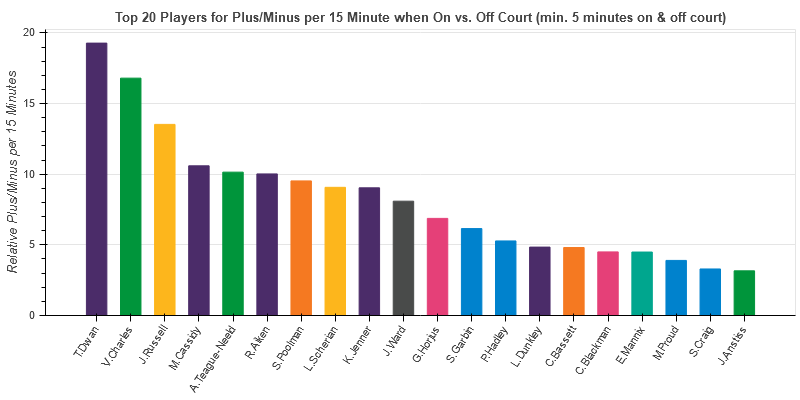 Top 20 Players for Plus/Minus per 15 Minute when On vs. Off Court (min. 5 minutes on & off court)
Relative Plus/Minus per 15 Minutes
20
15
10
5
0
T.Dwan
V.Charles
J.Russell
M.Cassidy
A.Teague-Neeld
R.Aiken
S.Poolman
L.Scherian
K.Jenner
J.Ward
G.Horjus
S.Garbin
P.Hadley
L.Dunkley
C.Bassett
C.Blackman
E.Mannix
M.Proud
S.Craig
J.Anstiss